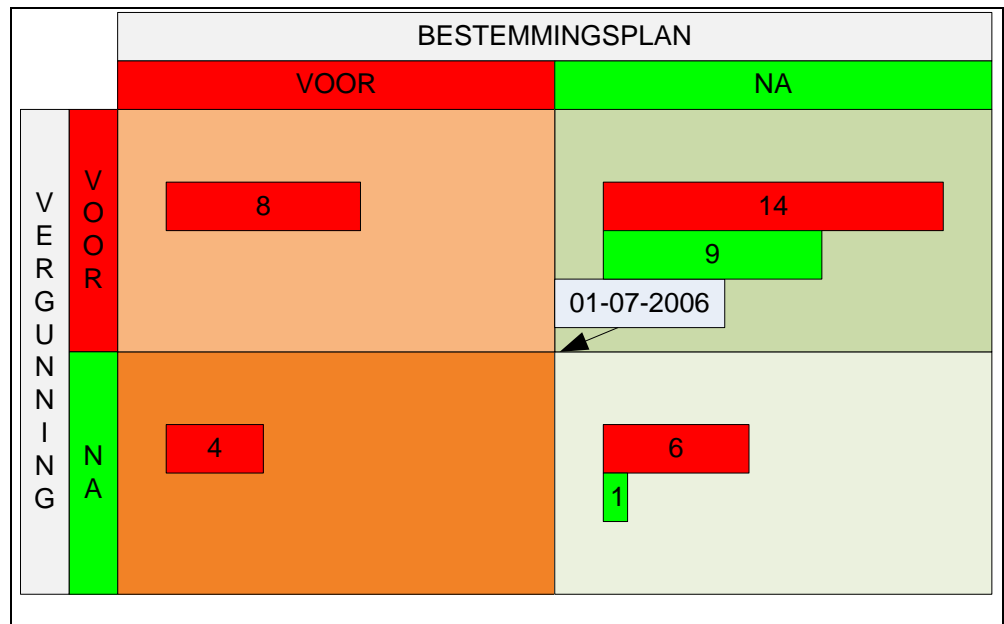 BESTEMMINGSPLAN
VOOR
NA
VERGUNNING
VOOR
8
14
9
01-07-2006
NA
4
6
1